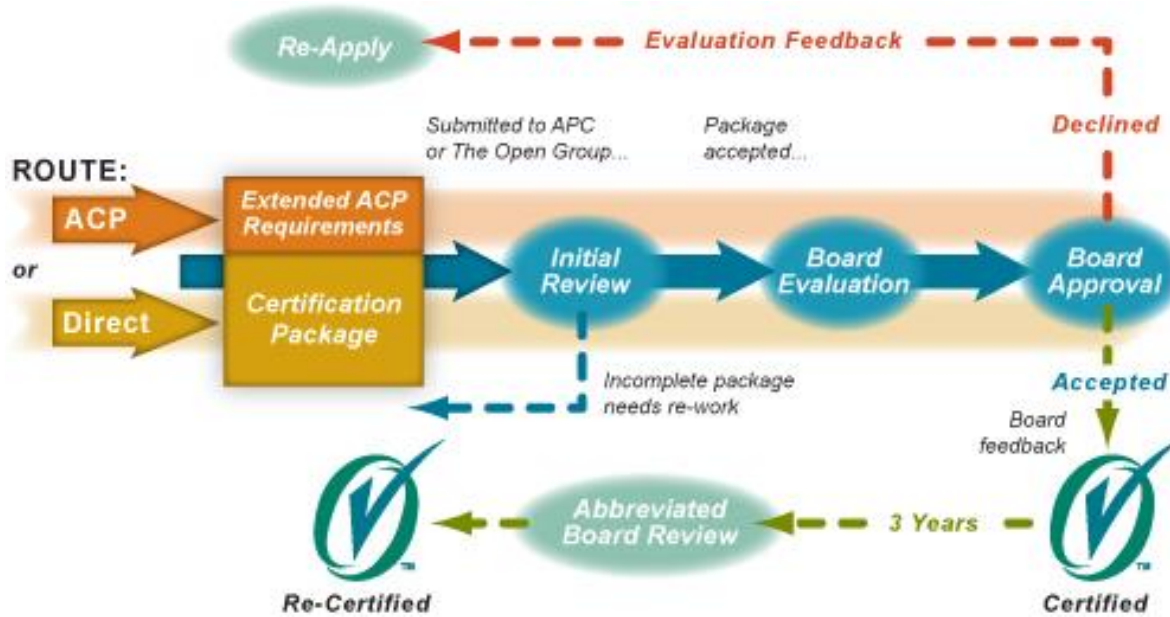 Re-Apply
Evaluation Feedback
Submitted to APC
or The Open Group...
Package
accepted...
Declined
ROUTE:
ACP
Extended ACP
Requirements
or
Initial
Review
Board
Evaluation
Board
Approval
Direct
Certification
Package
Incomplete package
needs re-work
Accepted
Board
feedback
Abbreviated
Board Review
3 Years
TM
TM
Re-Certified
Certified